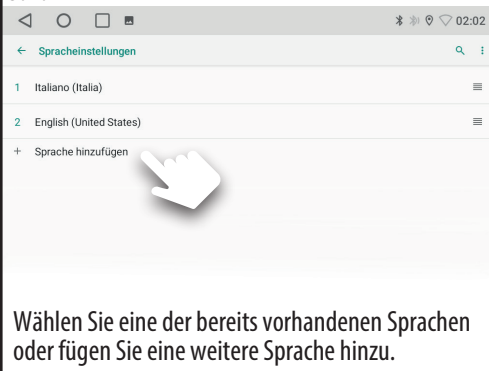 02:02
Spracheinstellungen
1 Italiano (Italia)
2 English (United States)
+ Sprache hinzufügen
Wählen Sie eine der bereits vorhandenen Sprachen
oder fügen Sie eine weitere Sprache hinzu.